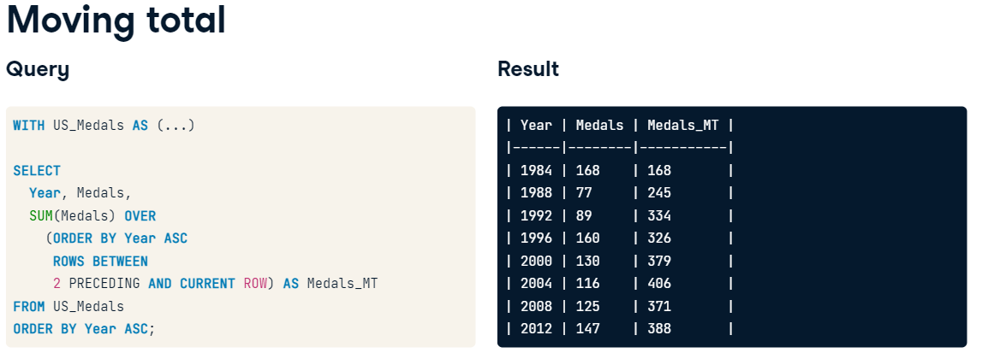 Moving total
Query
WITH US_Medals AS (...)
SELECT
Year, Medals,
SUM(Medals) OVER
(ORDER BY Year ASC
ROWS BETWEEN
2 PRECEDING AND CURRENT ROW) AS Medals_MT
FROM US_Medals
ORDER BY Year ASC;
Result
| Year | Medals | Medals_MT |
|------|--------|-----------|
| 1984 | 168 | 168 |
| 1988 | 77 | 245 |
| 1992 | 89 | 334 |
| 1996 | 160 | 326 |
| 2000 | 130 | 379 |
| 2004 | 116 | 406 |
| 2008 | 125 | 371 |
| 2012 | 147 | 388 |